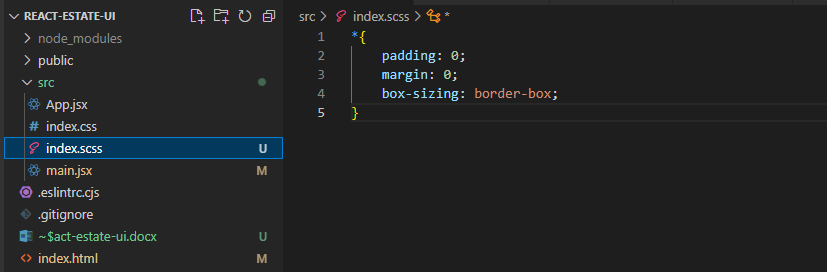 REACT-ESTATE-UI
node_modules
public
src
App.jsx
# index.css
index.scss U
main.jsx M
.eslintrc.cjs
.gitignore
~$act-estate-ui.docx U
index.html M
src > index.scss > *
1 *{
2 padding: 0;
3 margin: 0;
4 box-sizing: border-box;
5 }